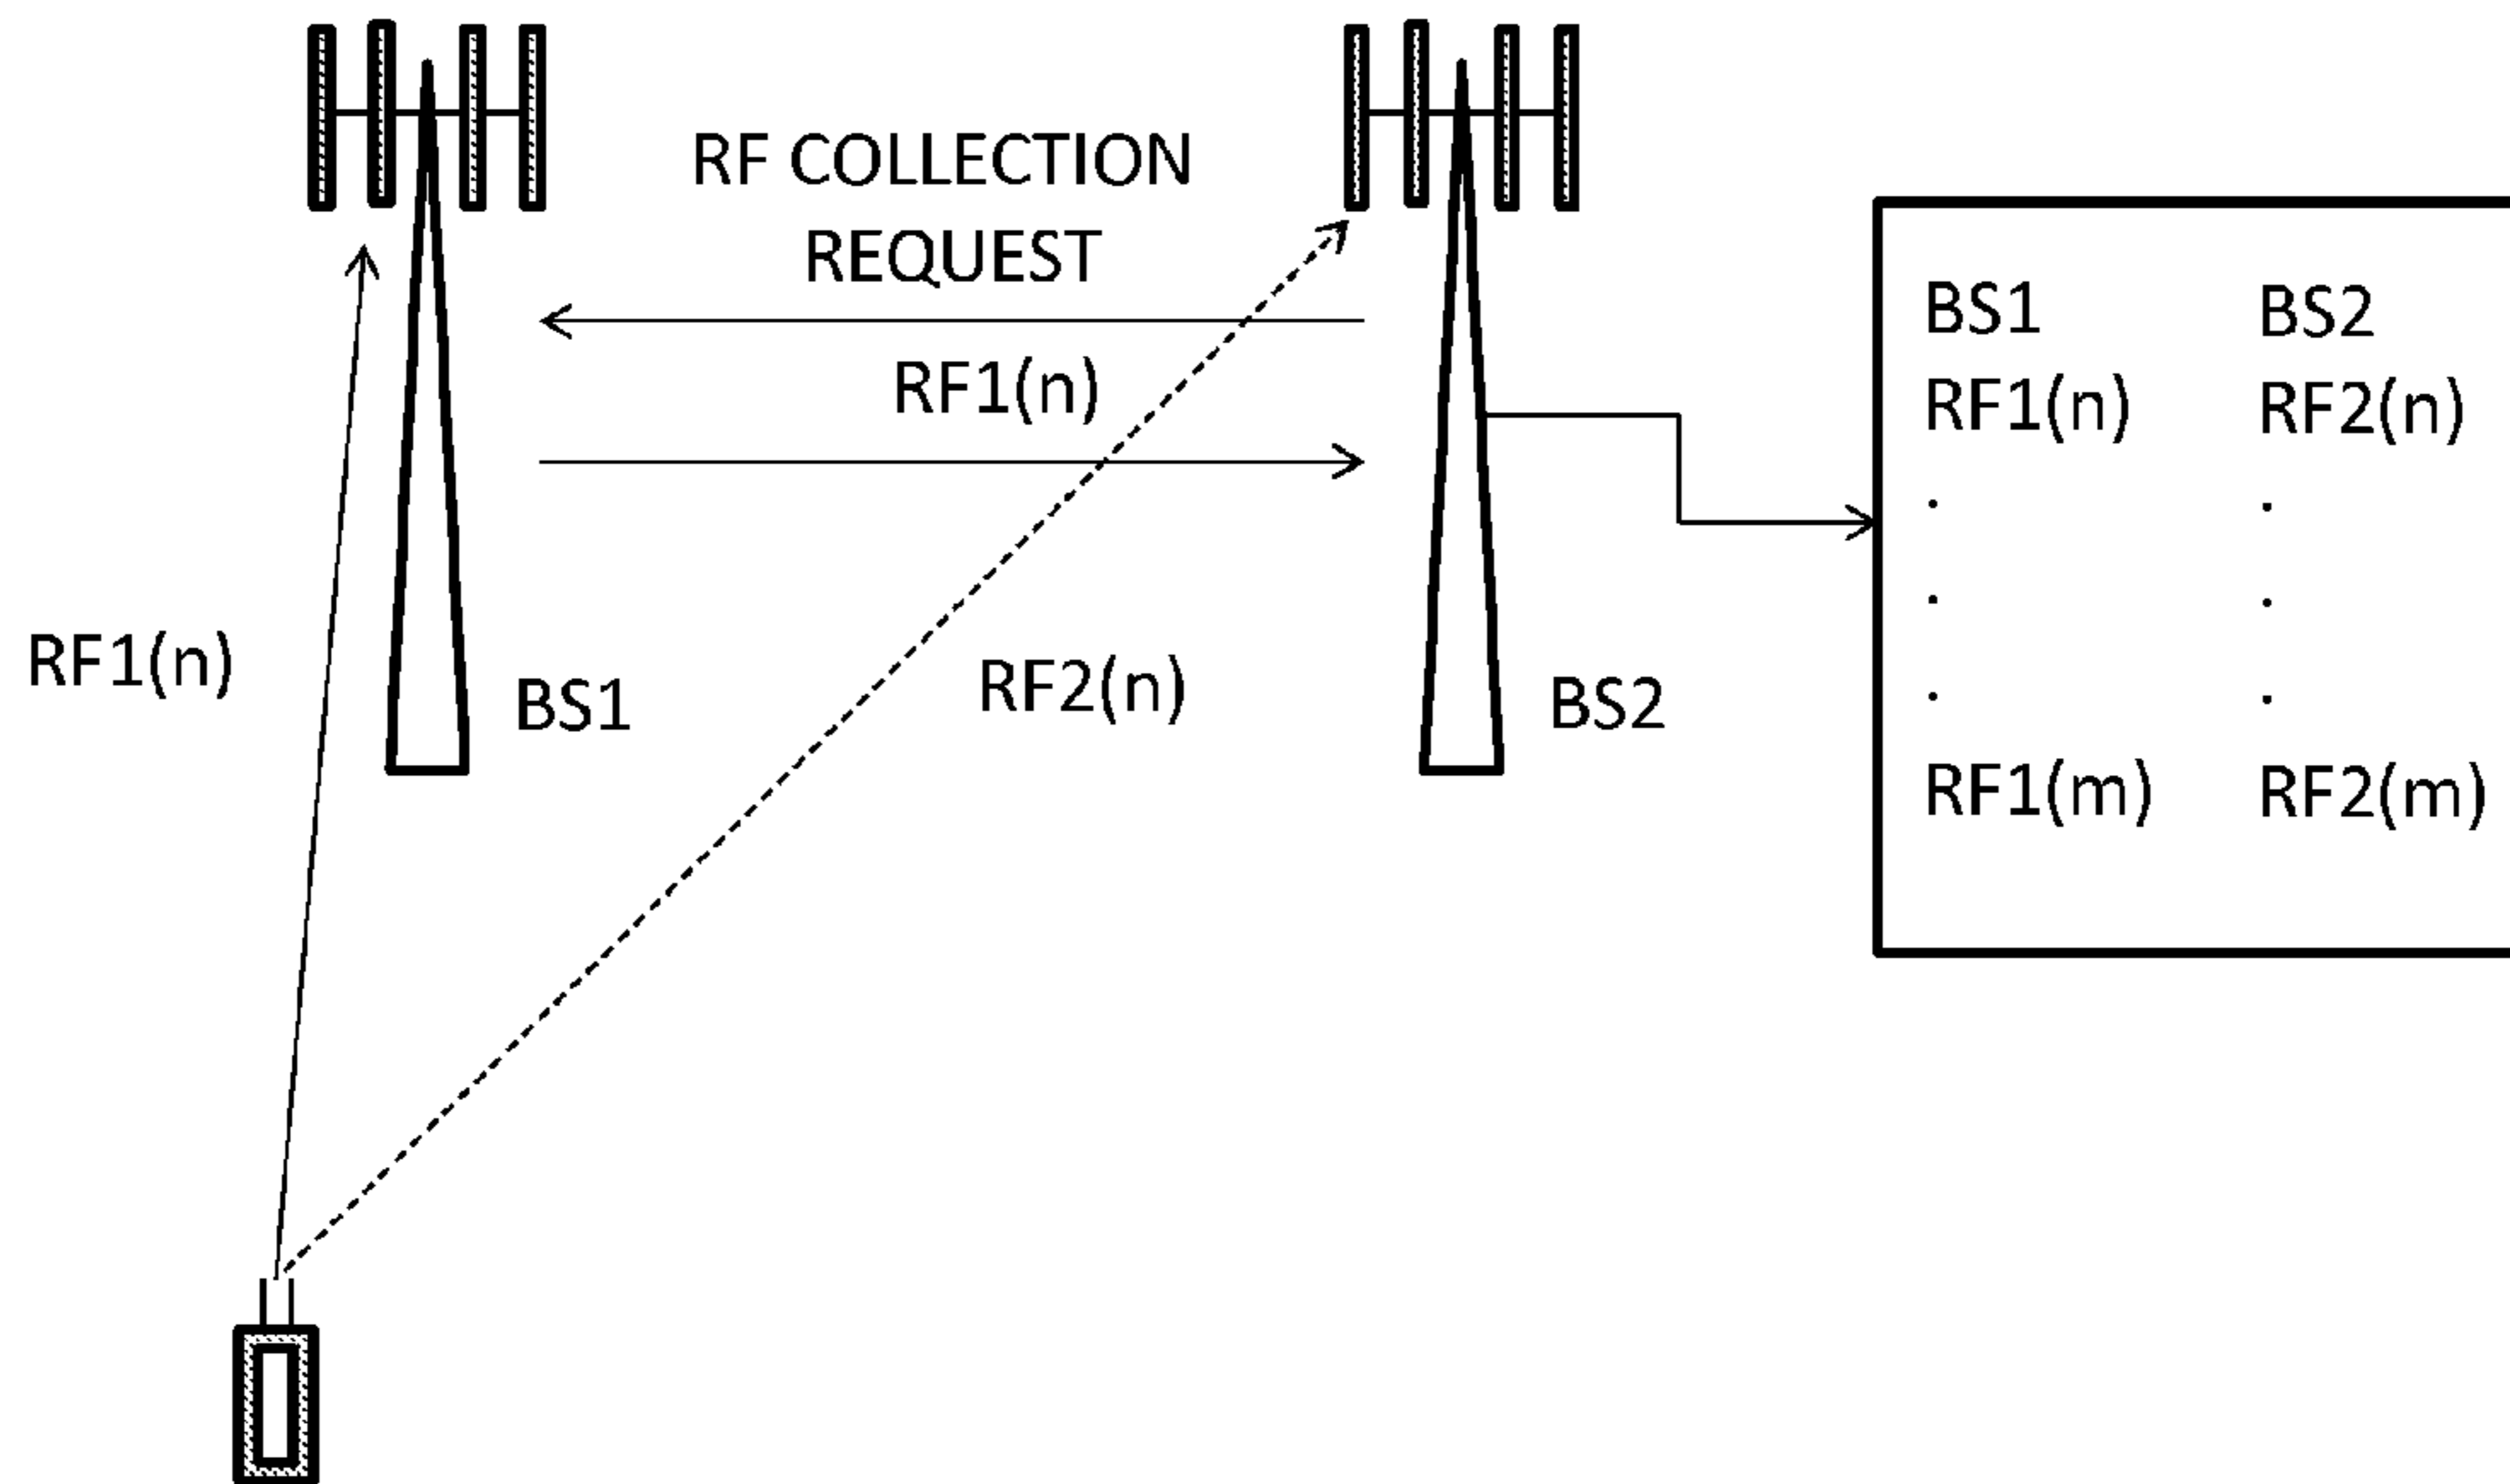 RF COLLECTION
REQUEST
RF1(n)
RF1(n)
BS1
RF2(n)
BS2
BS1 BS2
RF1(n) RF2(n)
. .
. .
. .
RF1(m) RF2(m)